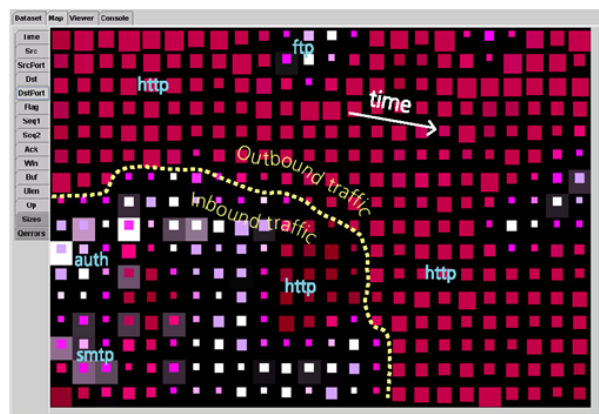 Dataset Map Viewer Console
Time
Src
SrcPort
Dst
DstPort
Flag
Seq1
Seq2
Ack
Win
Buf
Ulen
Op
Sizes
Qerrors
ftp
http
time
Outbound traffic
Inbound traffic
auth
http
http
smtp